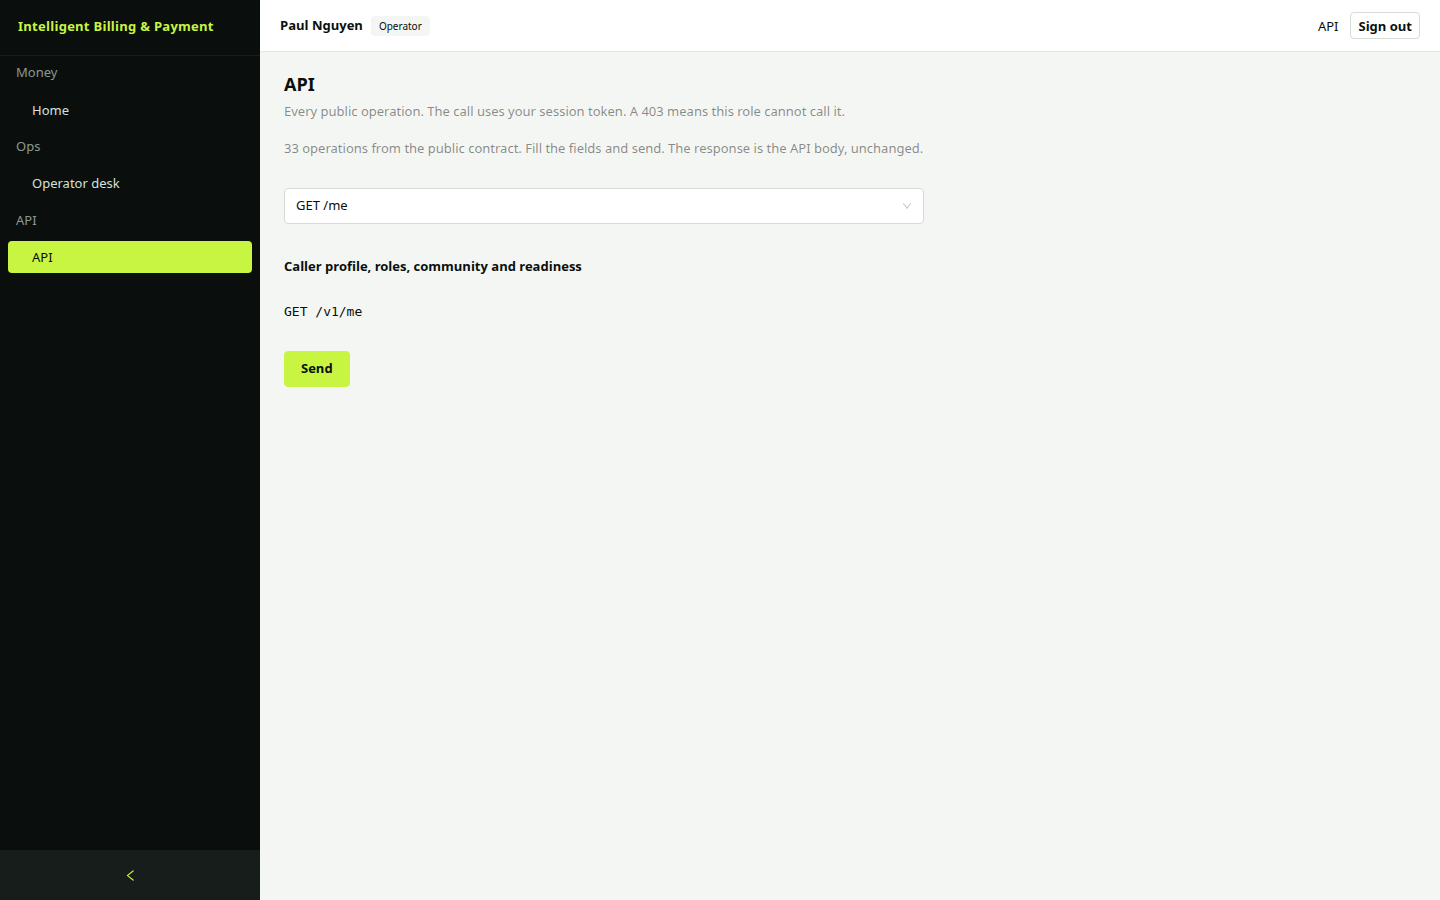 Intelligent Billing & Payment
Money
Home
Ops
Operator desk
API
API
Paul Nguyen
Operator
API
Sign out
API
Every public operation. The call uses your session token. A 403 means this role cannot call it.
33 operations from the public contract. Fill the fields and send. The response is the API body, unchanged.
GET /me
Caller profile, roles, community and readiness
GET /v1/me
Send